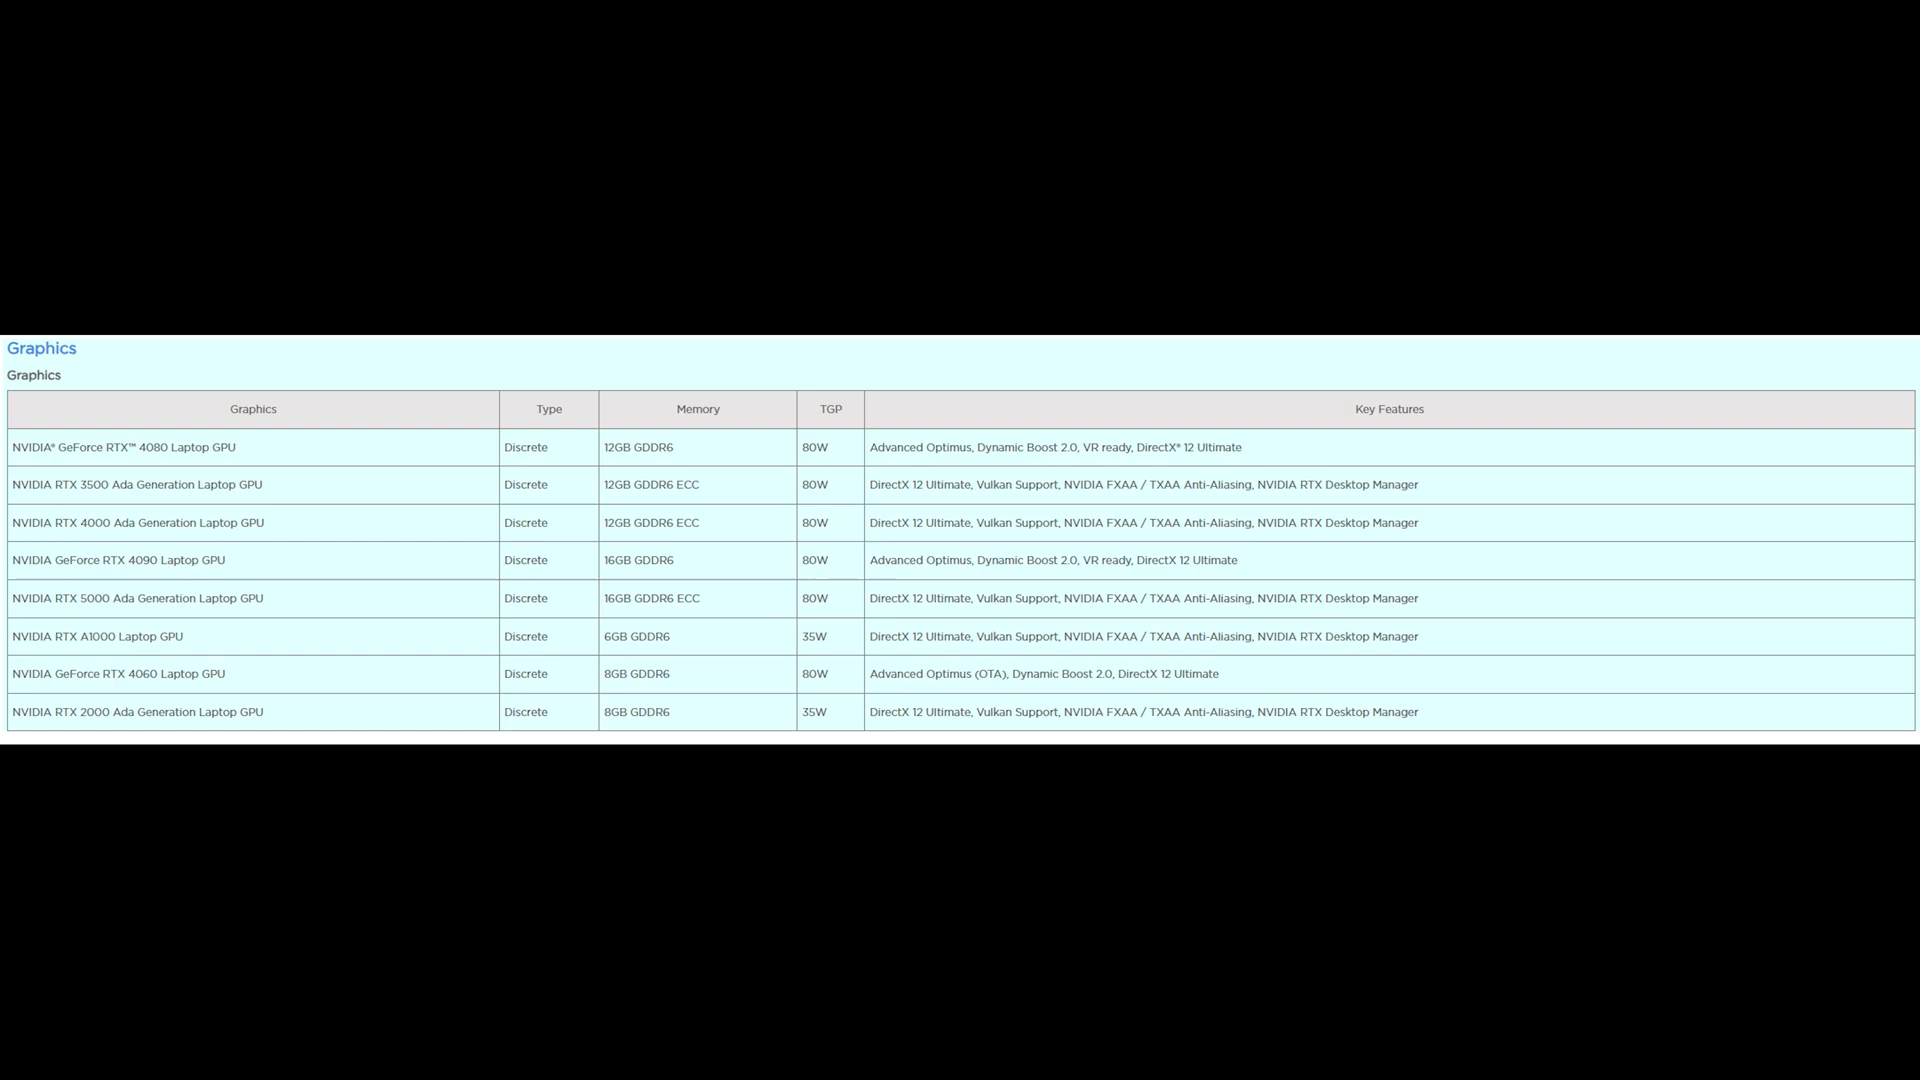 Graphics
Graphics
Graphics Type Memory TGP Key Features
NVIDIA® GeForce RTX™ 4080 Laptop GPU Discrete 12GB GDDR6 80W Advanced Optimus, Dynamic Boost 2.0, VR ready, DirectX® 12 Ultimate
NVIDIA RTX 3500 Ada Generation Laptop GPU Discrete 12GB GDDR6 ECC 80W DirectX 12 Ultimate, Vulkan Support, NVIDIA FXAA / TXAA Anti-Aliasing, NVIDIA RTX Desktop Manager
NVIDIA RTX 4000 Ada Generation Laptop GPU Discrete 12GB GDDR6 ECC 80W DirectX 12 Ultimate, Vulkan Support, NVIDIA FXAA / TXAA Anti-Aliasing, NVIDIA RTX Desktop Manager
NVIDIA GeForce RTX 4090 Laptop GPU Discrete 16GB GDDR6 80W Advanced Optimus, Dynamic Boost 2.0, VR ready, DirectX 12 Ultimate
NVIDIA RTX 5000 Ada Generation Laptop GPU Discrete 16GB GDDR6 ECC 80W DirectX 12 Ultimate, Vulkan Support, NVIDIA FXAA / TXAA Anti-Aliasing, NVIDIA RTX Desktop Manager
NVIDIA RTX A1000 Laptop GPU Discrete 6GB GDDR6 35W DirectX 12 Ultimate, Vulkan Support, NVIDIA FXAA / TXAA Anti-Aliasing, NVIDIA RTX Desktop Manager
NVIDIA GeForce RTX 4060 Laptop GPU Discrete 8GB GDDR6 80W Advanced Optimus (OTA), Dynamic Boost 2.0, DirectX 12 Ultimate
NVIDIA RTX 2000 Ada Generation Laptop GPU Discrete 8GB GDDR6 35W DirectX 12 Ultimate, Vulkan Support, NVIDIA FXAA / TXAA Anti-Aliasing, NVIDIA RTX Desktop Manager